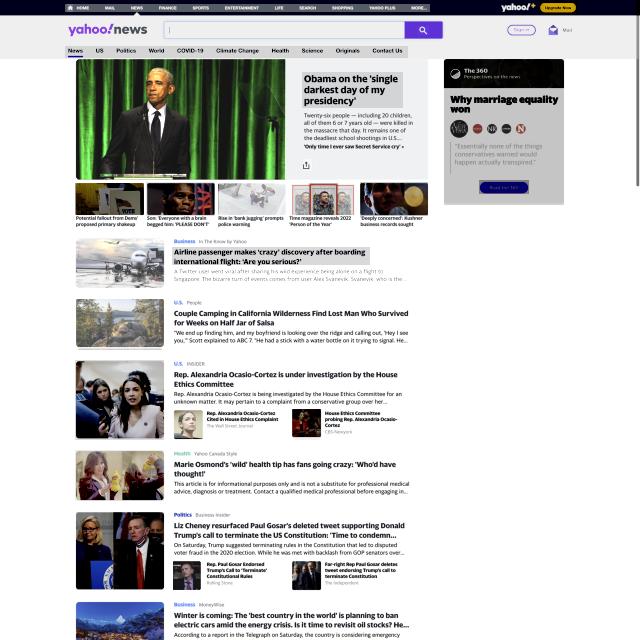 HOME MAIL NEWS FINANCE SPORTS ENTERTAINMENT LIFE SEARCH SHOPPING YAHOO PLUS MORE...
yahoo!+ Upgrade Now
yahoo!news
Sign in Mail
News US Politics World COVID-19 Climate Change Health Science Originals Contact Us
Obama on the 'single
darkest day of my
presidency'
Twenty-six people — including 20 children,
all of them 6 or 7 years old — were killed in
the massacre that day. It remains one of
the deadliest school shootings in U.S....
'Only time I ever saw Secret Service cry' »
The 360
Perspectives on the news
Why marriage equality
won
"Essentially none of the things
conservatives warned would
happen actually transpired."
Read the 360
VOTE
Potential fallout from Dems'
proposed primary shakeup
Son: 'Everyone with a brain
begged him: 'PLEASE DON'T'
Rise in 'bank jugging' prompts
police warning
Time magazine reveals 2022
'Person of the Year'
'Deeply concerned': Kushner
business records sought
Business In The Know by Yahoo
Airline passenger makes 'crazy' discovery after boarding
international flight: 'Are you serious?'
A Twitter user went viral after sharing his wild experience being alone on a flight to
Singapore. The bizarre turn of events comes from user Alex Svanevik. Svanevik, who is the...
U.S. People
Couple Camping in California Wilderness Find Lost Man Who Survived
for Weeks on Half Jar of Salsa
"We end up finding him, and my boyfriend is looking over the ridge and calling out, 'Hey I see
you,'" Scott explained to ABC 7. "He had a stick with a water bottle on it trying to signal. He...
U.S. INSIDER
Rep. Alexandria Ocasio-Cortez is under investigation by the House
Ethics Committee
Rep. Alexandria Ocasio-Cortez is being investigated by the House Committee for an
unknown matter. It may pertain to a complaint from a conservative group over her...
Rep. Alexandria Ocasio-Cortez
Cited in House Ethics Complaint
The Wall Street Journal
House Ethics Committee
probing Rep. Alexandria Ocasio-
Cortez
CBS-Newyork
Health Yahoo Canada Style
Marie Osmond's 'wild' health tip has fans going crazy: 'Who'd have
thought!'
This article is for informational purposes only and is not a substitute for professional medical
advice, diagnosis or treatment. Contact a qualified medical professional before engaging in...
Politics Business Insider
Liz Cheney resurfaced Paul Gosar's deleted tweet supporting Donald
Trump's call to terminate the US Constitution: 'Time to condemn...
On Saturday, Trump suggested terminating rules in the Constitution that led to disputed
voter fraud in the 2020 election. While he was met with backlash from GOP senators over...
Rep. Paul Gosar Endorsed
Trump's Call to 'Terminate'
Constitutional Rules
Rolling Stone
Far-right Rep Paul Gosar deletes
tweet endorsing Trump's call to
terminate Constitution
The Independent
Business MoneyWise
Winter is coming: The 'best country in the world' is planning to ban
electric cars amid the energy crisis. Is it time to revisit oil stocks? He...
According to a report in the Telegraph on Saturday, the country is considering emergency